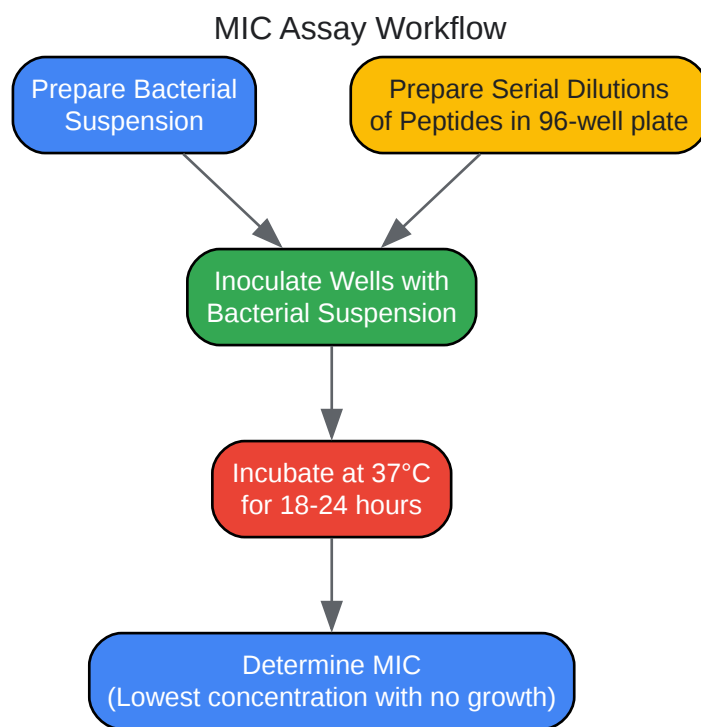 MIC Assay Workflow
Prepare Bacterial
Suspension
Prepare Serial Dilutions
of Peptides in 96-well plate
Inoculate Wells with
Bacterial Suspension
Incubate at 37°C
for 18-24 hours
Determine MIC
(Lowest concentration with no growth)